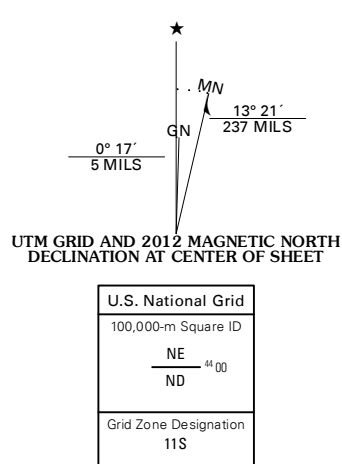 ★
MN
GN
13° 21´
237 MILS
0° 17´
5 MILS
UTM GRID AND 2012 MAGNETIC NORTH
DECLINATION AT CENTER OF SHEET
U.S. National Grid
100,000-m Square ID
NE
44 00
ND
Grid Zone Designation
11S